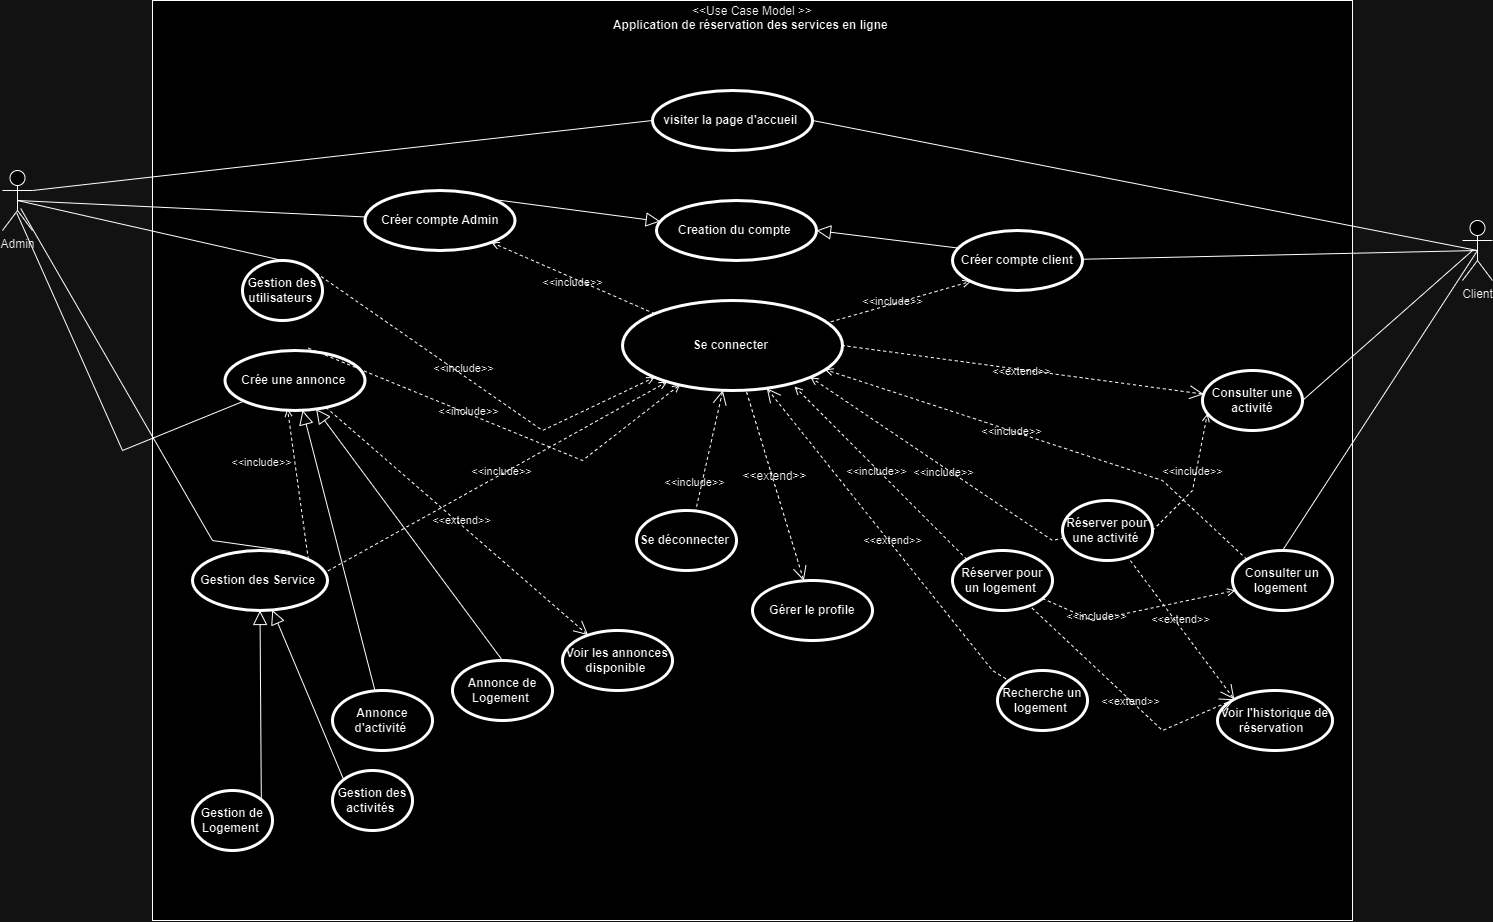 <<Use Case Model >>
Application de réservation des services en ligne
visiter la page d'accueil
Admin
Créer compte Admin
Creation du compte
Créer compte client
Client
Gestion des
utilisateurs
<<include>>
<<include>>
Se connecter
Crée une annonce
<<include>>
<<extend>>
Consulter une
activité
<<include>>
<<include>>
<<include>>
<<include>>
<<include>>
<<extend>>
<<include>>
<<include>>
<<include>>
<<include>>
<<extend>>
<<extend>>
Se déconnecter
Réserver pour
une activité
Gestion des Service
Réserver pour
un logement
Consulter un
logement
Gérer le profile
<<include>>
<<extend>>
Voir les annonces
disponible
Annonce de
Logement
Recherche un
logement
<<extend>>
Annonce
d'activité
Voir l'historique de
réservation
Gestion des
activités
Gestion de
Logement